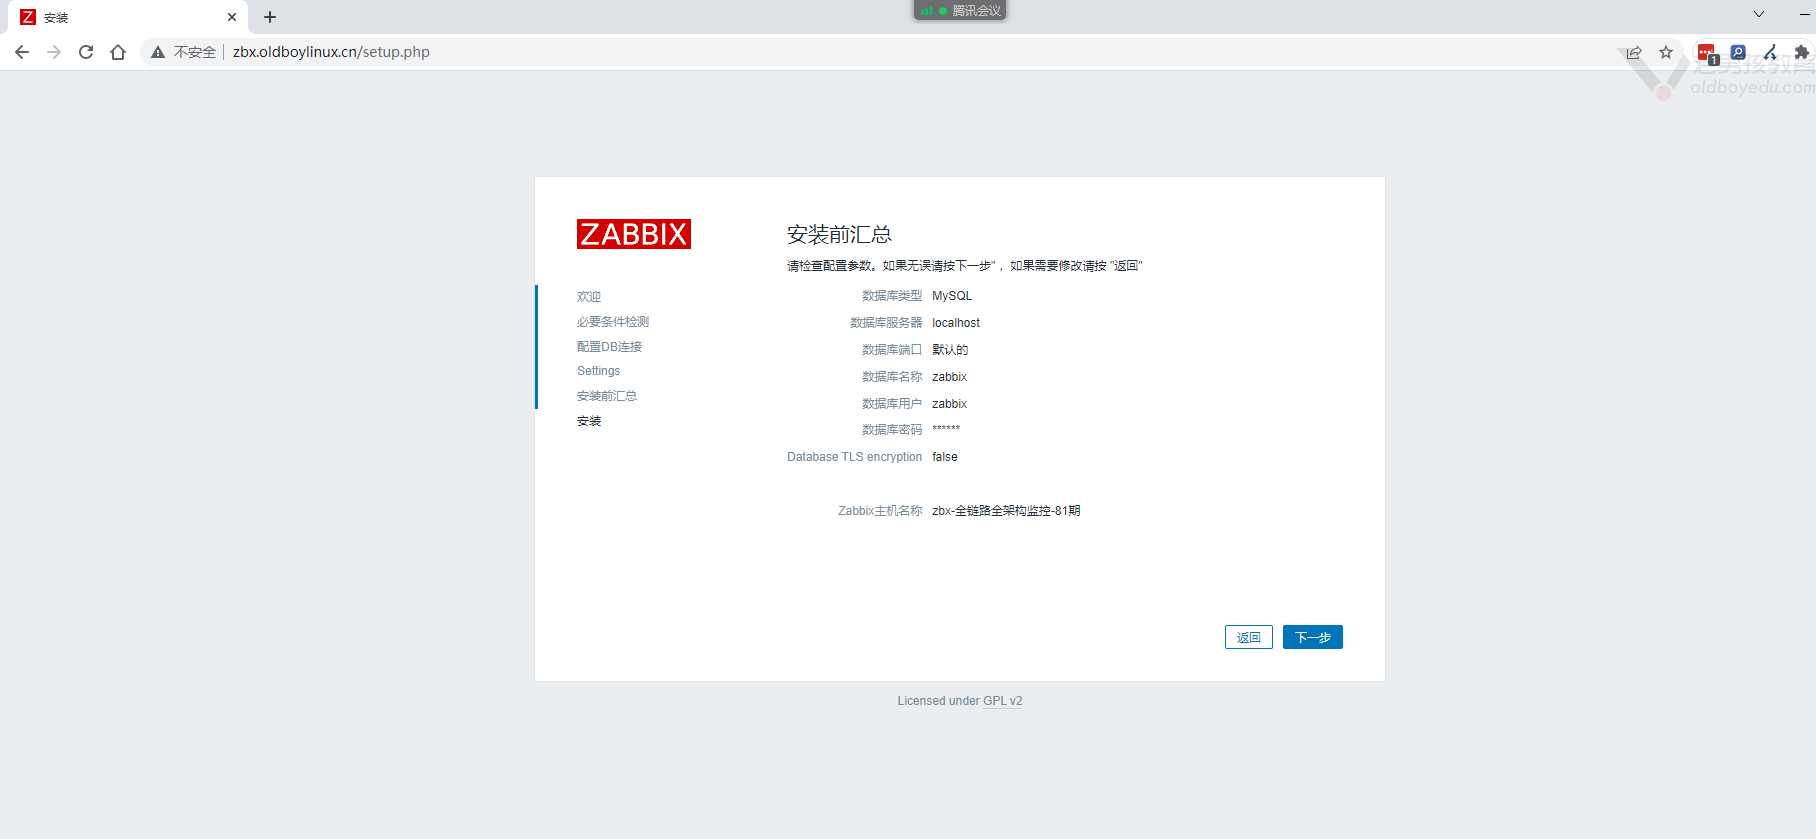 安装
腾讯会议
不安全 zbx.oldboylinux.cn/setup.php
1
老男孩教育
oldboyedu.com
ZABBIX
安装前汇总
请检查配置参数。如果无误请按下一步"，如果需要修改请按 "返回"
欢迎
必要条件检测
配置DB连接
Settings
安装前汇总
安装
数据库类型 MySQL
数据库服务器 localhost
数据库端口 默认的
数据库名称 zabbix
数据库用户 zabbix
数据库密码 ******
Database TLS encryption false
Zabbix主机名称 zbx-全链路全架构监控-81期
返回 下一步
Licensed under GPL v2